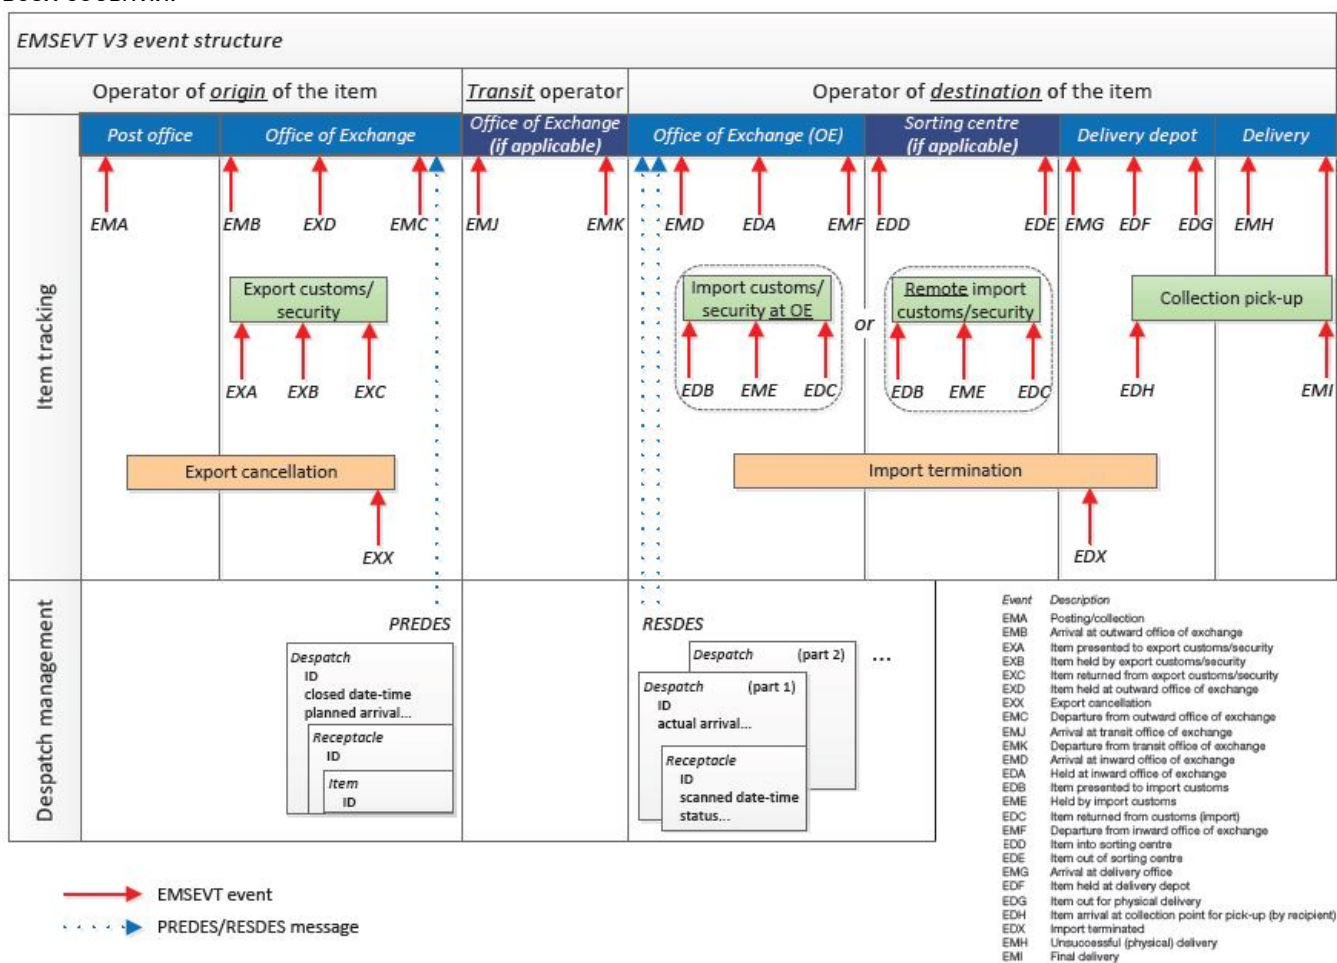 EMSEVT V3 event structure
Operator of origin of the item
Transit operator
Operator of destination of the item
Post office
Office of Exchange
Office of Exchange
(if applicable)
Office of Exchange (OE)
Sorting centre
(if applicable)
Delivery depot
Delivery
Item tracking
EMA
EMB
EXD
EMC
EMJ
EMK
EMD
EDA
EMF
EDD
EDE
EMG
EDF
EDG
EMH
Export customs/
security
Import customs/
security at OE
or
Remote import
customs/security
Collection pick-up
EXA
EXB
EXC
EDB
EME
EDC
EDB
EME
EDC
EDH
EMI
Export cancellation
Import termination
EXX
EDX
Despatch management
PREDES
Despatch
ID
closed date-time
planned arrival...
Receptacle
ID
Item
ID
RESDES
Despatch (part 2)
...
Despatch (part 1)
ID
actual arrival...
Receptacle
ID
scanned date-time
status...
Event Description
EMA Posting/collection
EMB Arrival at outward office of exchange
EXA Item presented to export customs/security
EXB Item held by export customs/security
EXC Item returned from export customs/security
EXD Item held at outward office of exchange
EXX Export cancellation
EMC Departure from outward office of exchange
EMJ Arrival at transit office of exchange
EMK Departure from transit office of exchange
EMD Arrival at inward office of exchange
EDA Held at inward office of exchange
EDB Item presented to import customs
EME Held by import customs
EDC Item returned from customs (import)
EMF Departure from inward office of exchange
EDD Item into sorting centre
EDE Item out of sorting centre
EMG Arrival at delivery office
EDF Item held at delivery depot
EDG Item out for physical delivery
EDH Item arrival at collection point for pick-up (by recipient)
EDX Import terminated
EMH Unsuccessful (physical) delivery
EMI Final delivery
EMSEVT event
PREDES/RESDES message